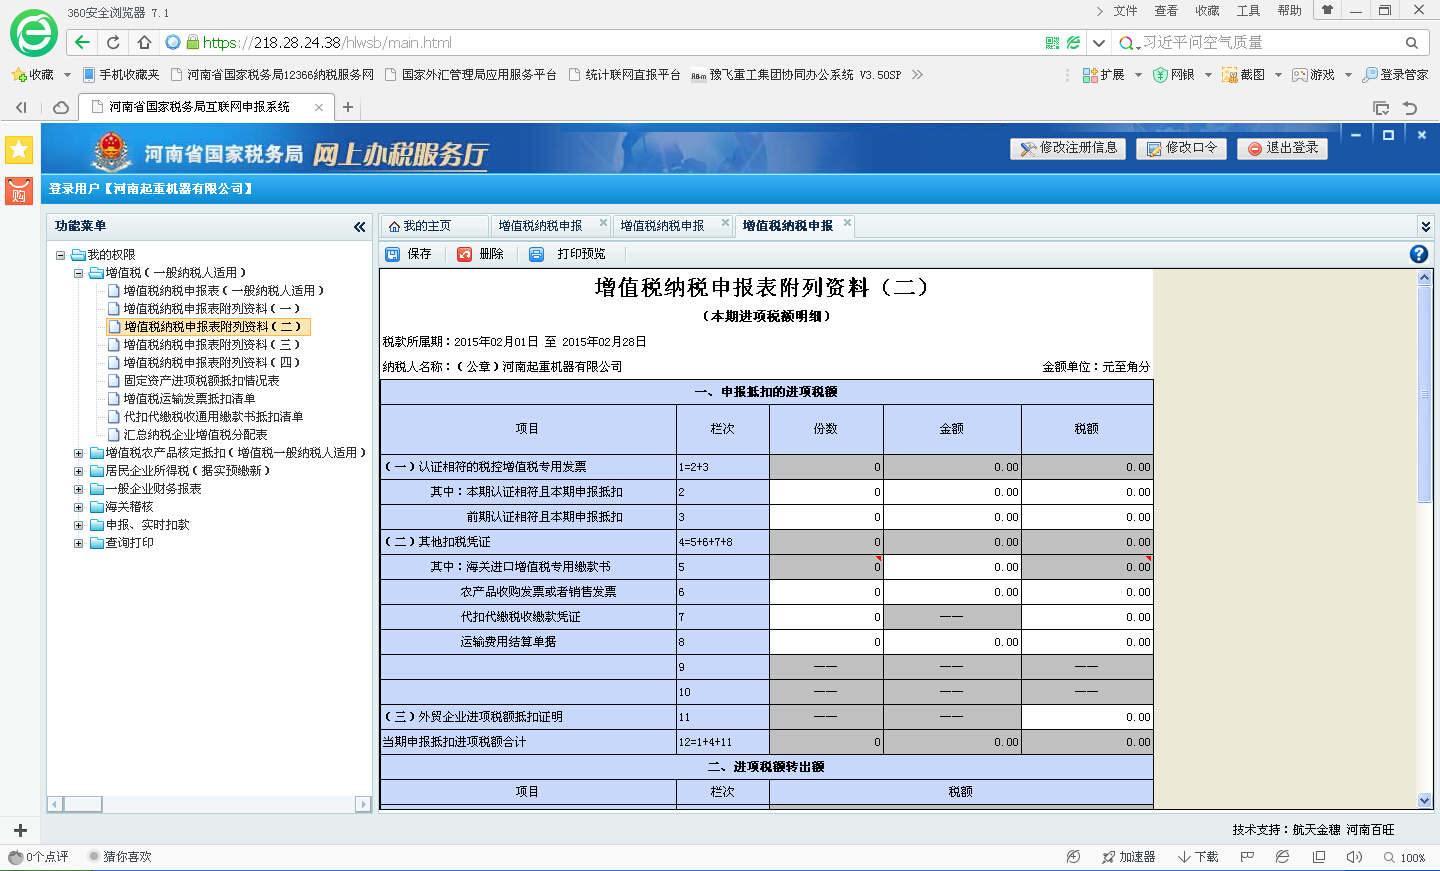 360安全浏览器 7.1
文件 查看 收藏 工具 帮助
https://218.28.24.38/hlwsb/main.html
习近平问空气质量
收藏 手机收藏夹 河南省国家税务局12366纳税服务网 国家外汇管理局应用服务平台 统计联网直报平台 豫飞重工集团协同办公系统 V3.50SP
扩展 网银 截图 游戏 登录管家
河南省国家税务局互联网申报系统
河南省国家税务局 网上办税服务厅
修改注册信息 修改口令 退出登录
购
登录用户【河南起重机器有限公司】
功能菜单
我的主页 增值税纳税申报 增值税纳税申报 增值税纳税申报
保存 删除 打印预览
我的权限
增值税（一般纳税人适用）
增值税纳税申报表（一般纳税人适用）
增值税纳税申报表附列资料（一）
增值税纳税申报表附列资料（二）
增值税纳税申报表附列资料（三）
增值税纳税申报表附列资料（四）
固定资产进项税额抵扣情况表
增值税运输发票抵扣清单
代扣代缴税收通用缴款书抵扣清单
汇总纳税企业增值税分配表
增值税农产品核定抵扣（增值税一般纳税人适用）
居民企业所得税（据实预缴新）
一般企业财务报表
海关稽核
申报、实时扣款
查询打印
增值税纳税申报表附列资料（二）
（本期进项税额明细）
税款所属期：2015年02月01日 至 2015年02月28日
纳税人名称：（公章）河南起重机器有限公司 金额单位：元至角分
一、申报抵扣的进项税额
项目 栏次 份数 金额 税额
（一）认证相符的税控增值税专用发票 1=2+3 0 0.00 0.00
其中：本期认证相符且本期申报抵扣 2 0 0.00 0.00
前期认证相符且本期申报抵扣 3 0 0.00 0.00
（二）其他扣税凭证 4=5+6+7+8 0 0.00 0.00
其中：海关进口增值税专用缴款书 5 0 0.00 0.00
农产品收购发票或者销售发票 6 0 0.00 0.00
代扣代缴税收缴款凭证 7 0 —— 0.00
运输费用结算单据 8 0 0.00 0.00
9 —— —— ——
10 —— —— ——
（三）外贸企业进项税额抵扣证明 11 —— —— 0.00
当期申报抵扣进项税额合计 12=1+4+11 0 0.00 0.00
二、进项税额转出额
项目 栏次 税额
技术支持：航天金穗 河南百旺
0个点评 猜你喜欢
加速器 下载 100%